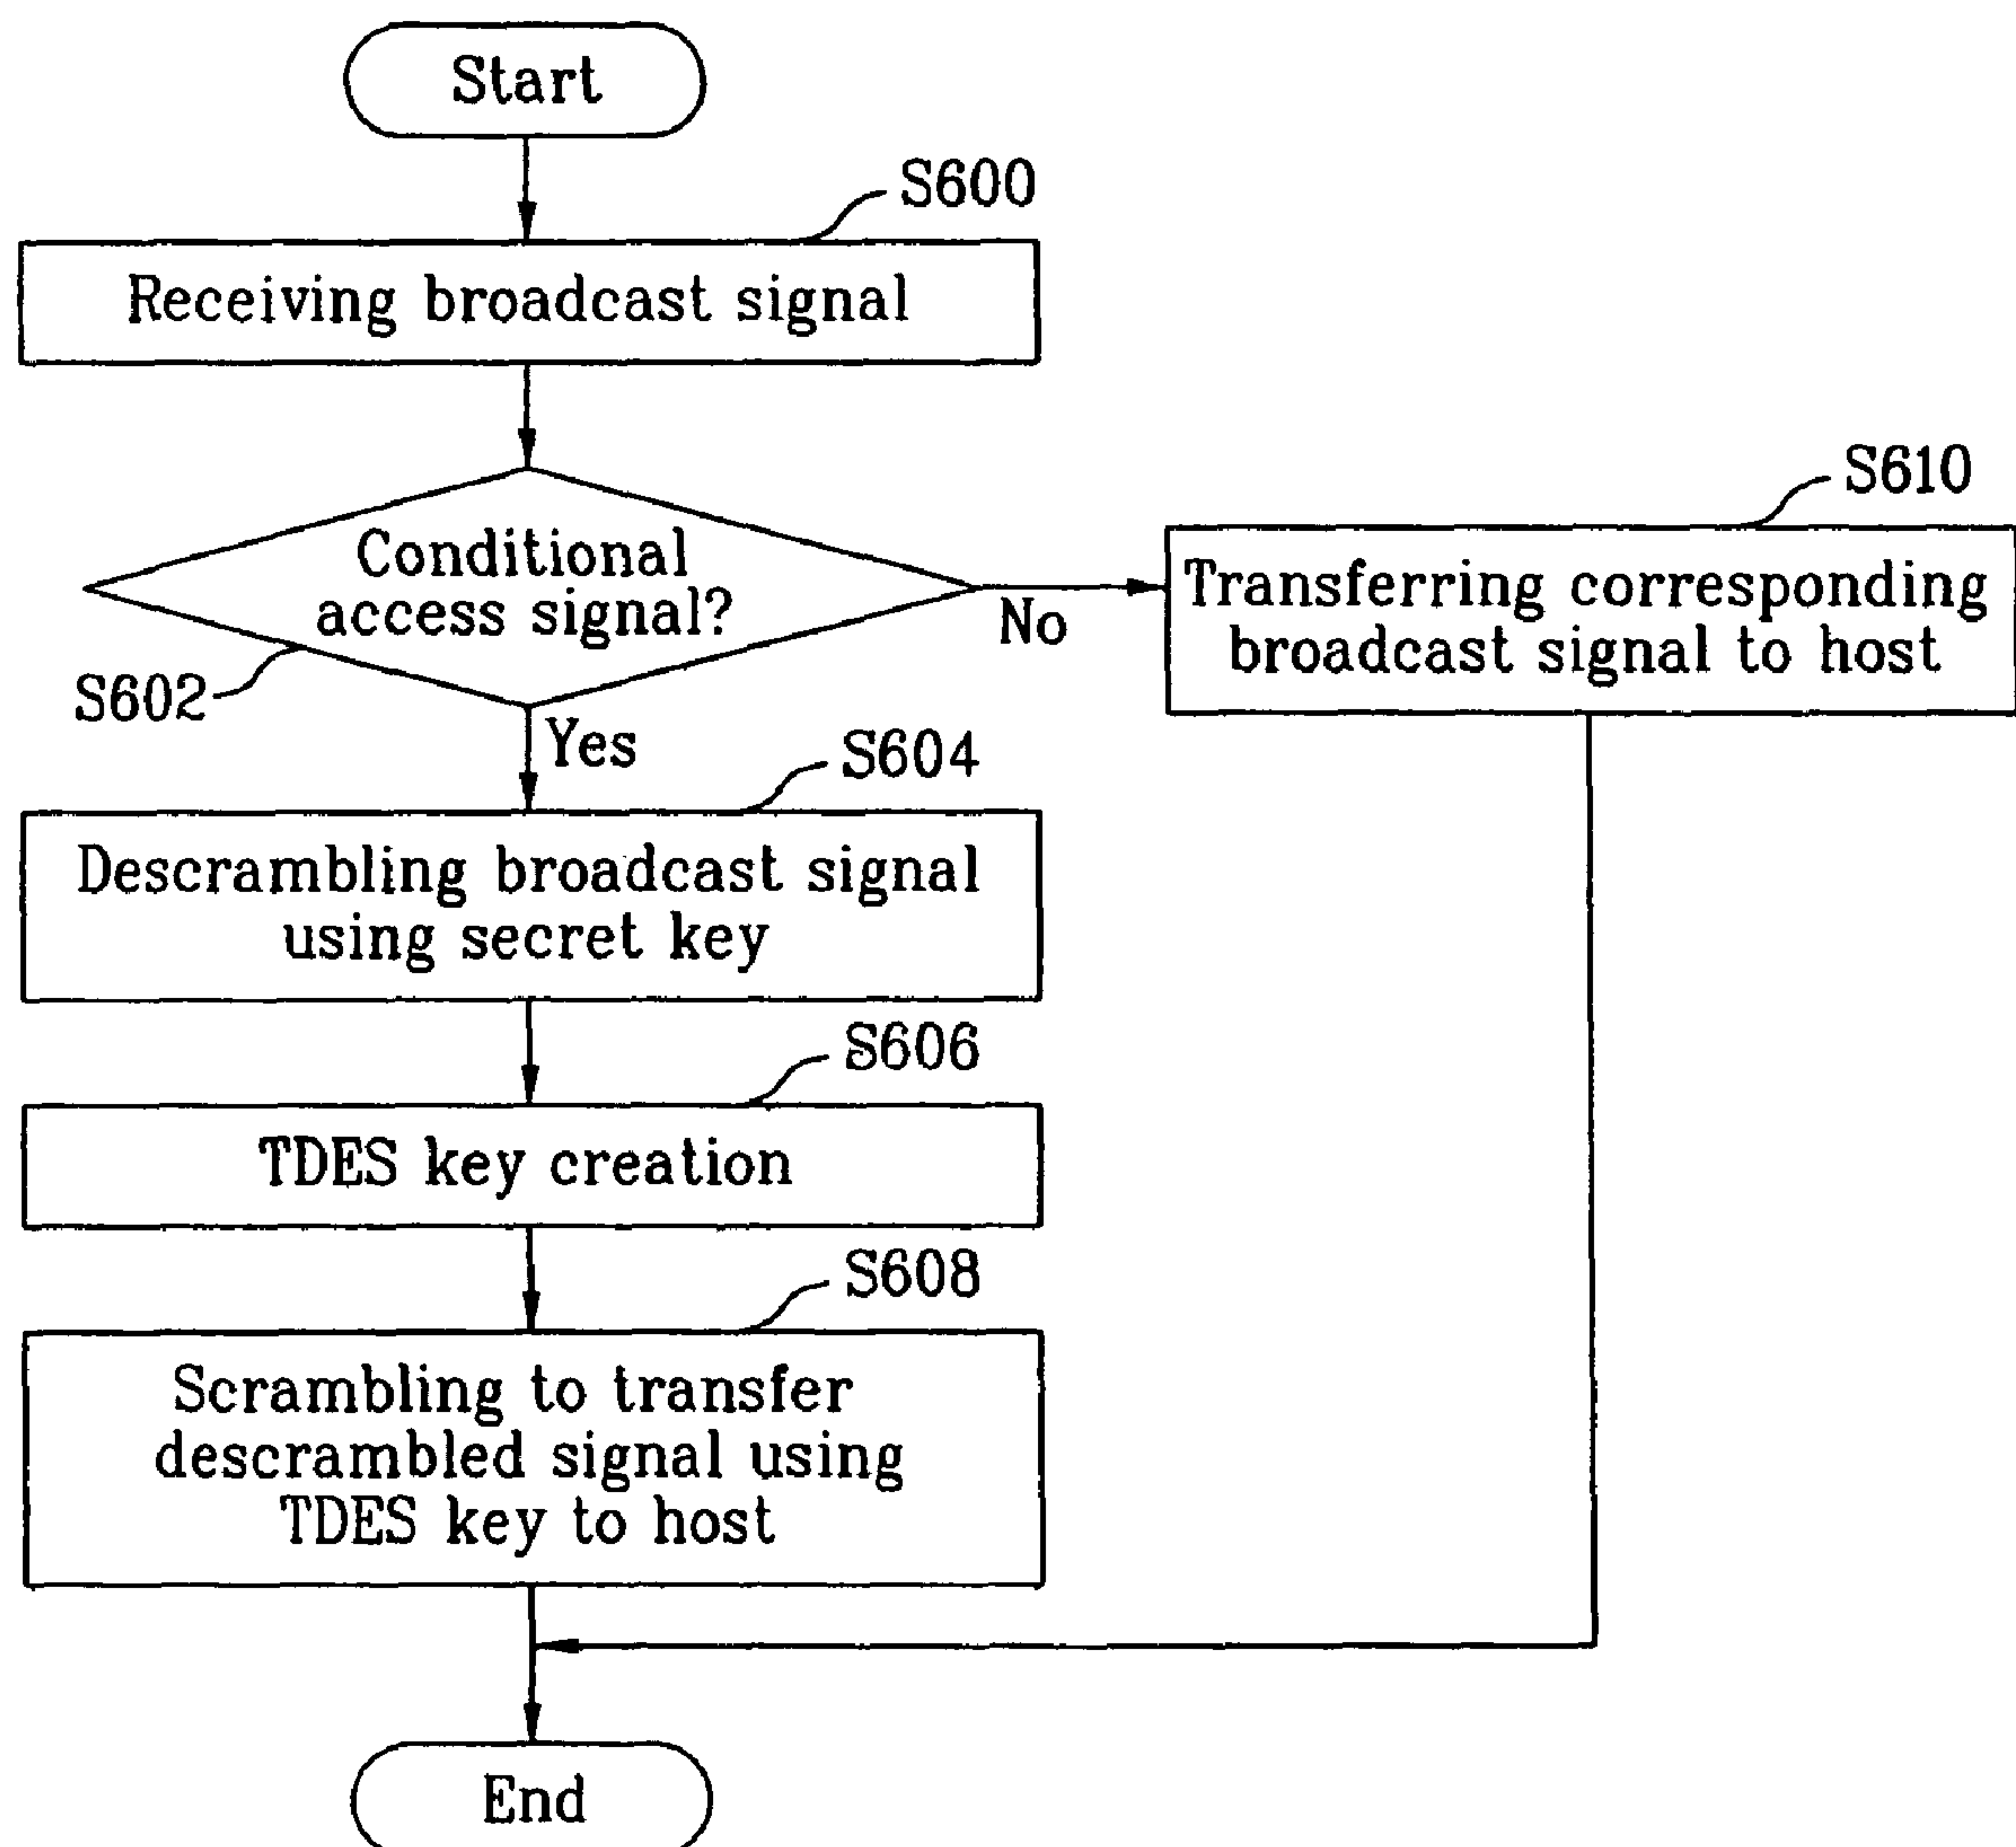 Start
S600
Receiving broadcast signal
S610
Conditional
access signal?
No
Transferring corresponding
broadcast signal to host
S602
Yes
S604
Descrambling broadcast signal
using secret key
S606
TDES key creation
S608
Scrambling to transfer
descrambled signal using
TDES key to host
End